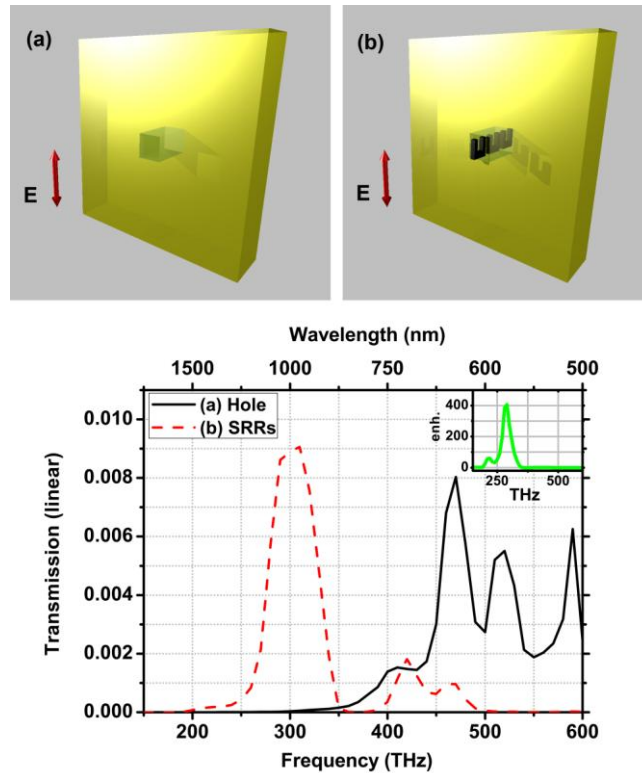 (a)
E
(b)
E
Wavelength (nm)
1500 1000 750 600 500
(a) Hole
(b) SRRs
enh.
400
200
0
250 500
THz
Transmission (linear)
0.010
0.008
0.006
0.004
0.002
0.000
200 300 400 500 600
Frequency (THz)